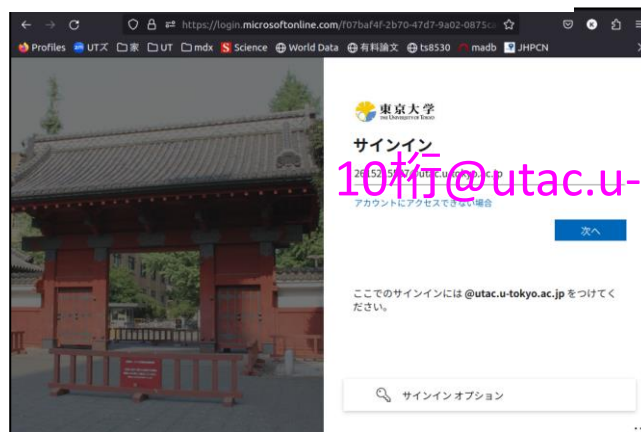 https://login.microsoftonline.com/f07baf4f-2b70-47d7-9a02-0875ca
Profiles UTズ 家 UT mdx Science World Data 有料論文 ts8530 madb JHPCN
東京大学
THE UNIVERSITY OF TOKYO
サインイン
10桁@utac.u-
アカウントにアクセスできない場合
次へ
ここでのサインインには @utac.u-tokyo.ac.jp をつけてく
ださい。
サインイン オプション